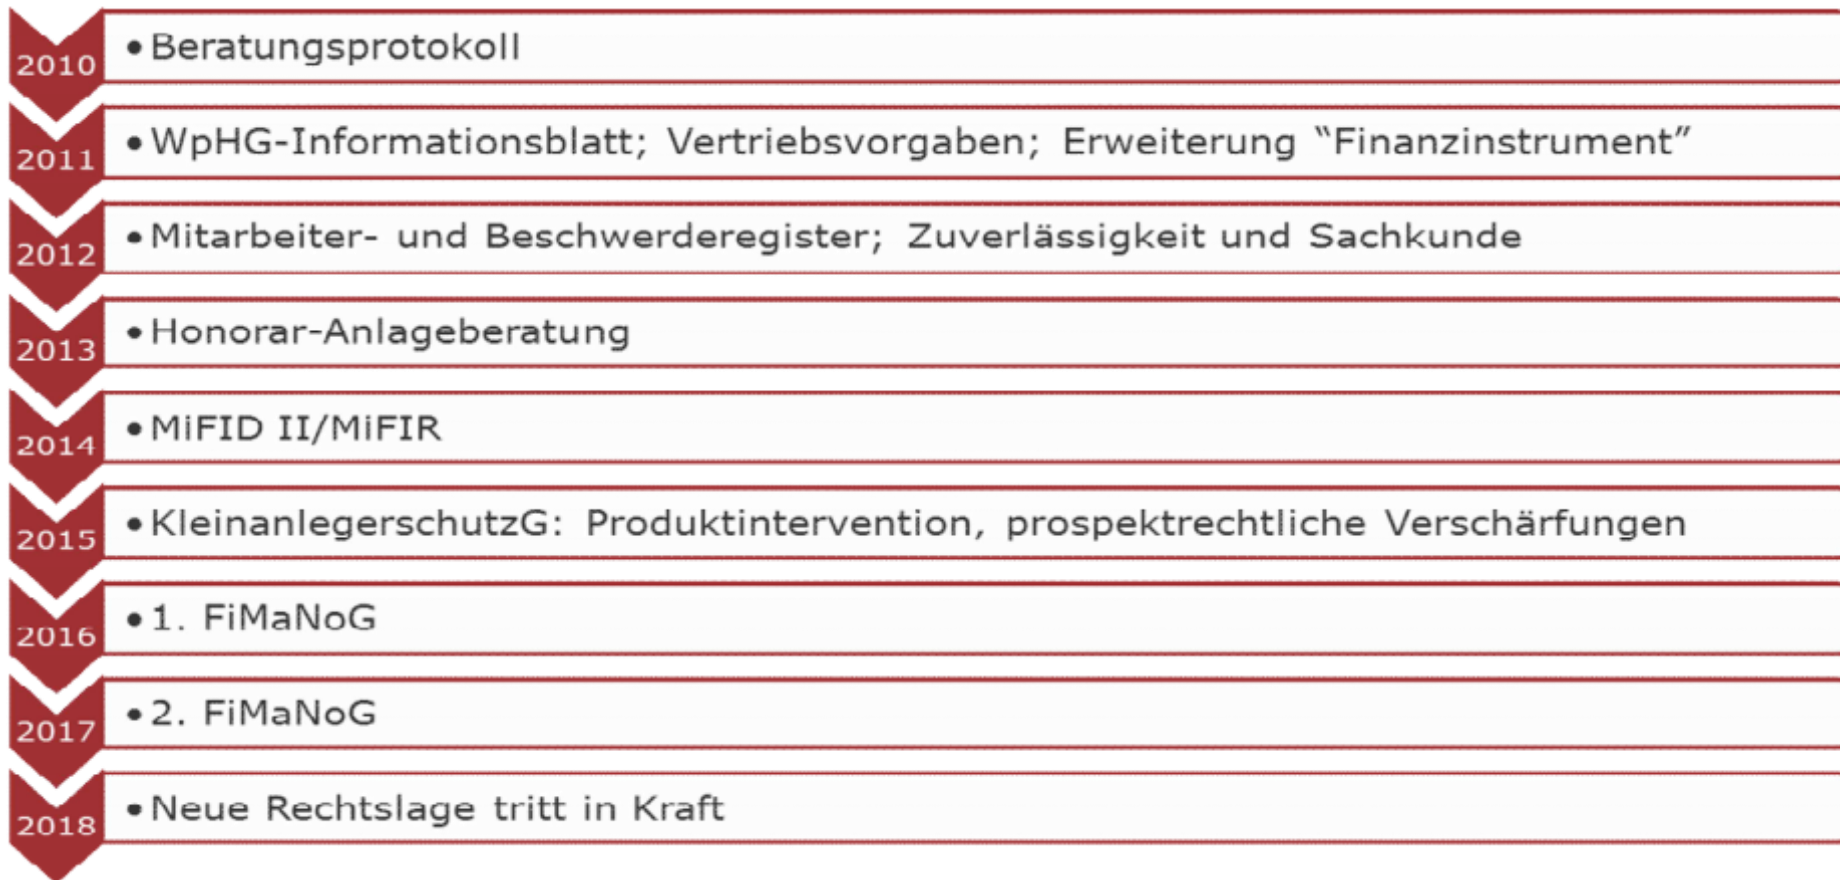 2010
• Beratungsprotokoll
2011
• WpHG-Informationsblatt; Vertriebsvorgaben; Erweiterung “Finanzinstrument”
2012
• Mitarbeiter- und Beschwerderegister; Zuverlässigkeit und Sachkunde
2013
• Honorar-Anlageberatung
2014
• MiFID II/MiFIR
2015
• KleinanlegerschutzG: Produktintervention, prospektrechtliche Verschärfungen
2016
• 1. FiMaNoG
2017
• 2. FiMaNoG
2018
• Neue Rechtslage tritt in Kraft